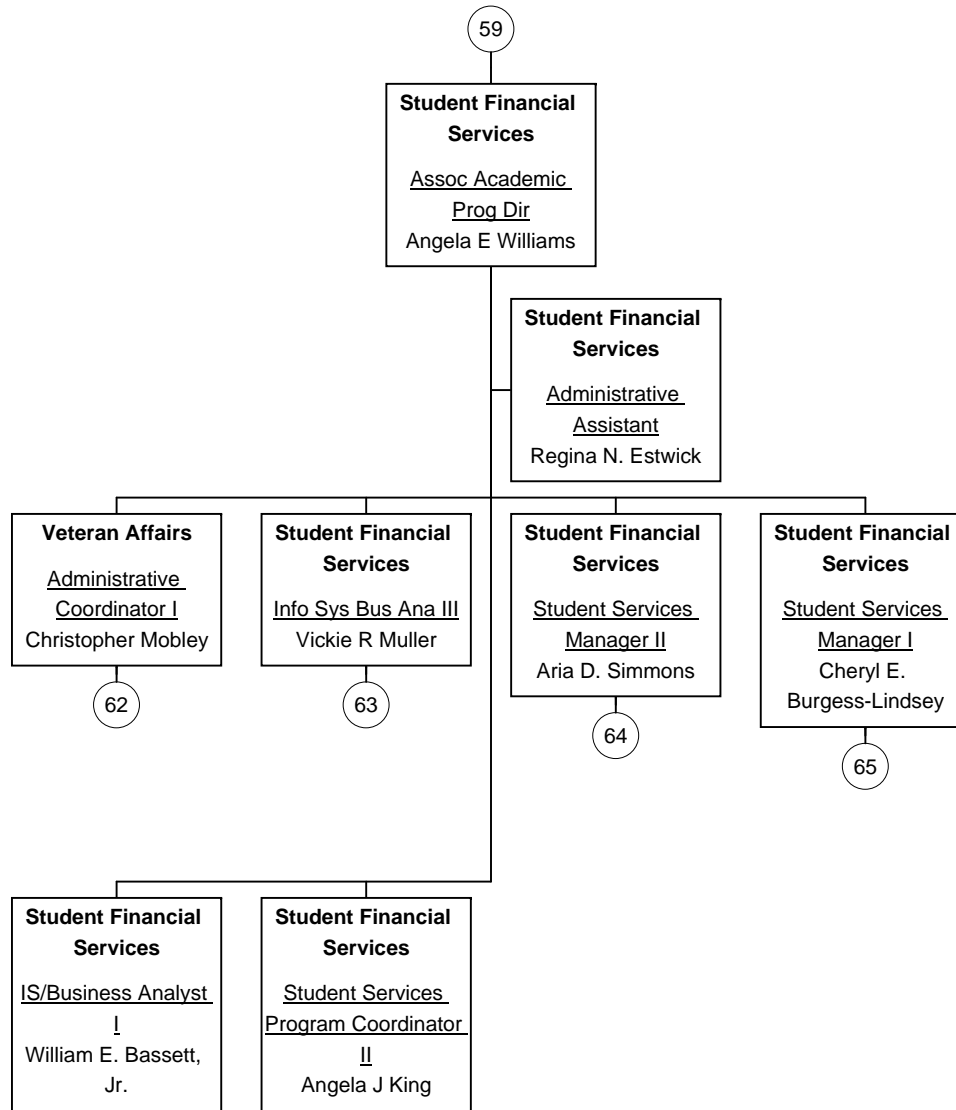 59
Student Financial
Services
Assoc Academic
Prog Dir
Angela E Williams
Student Financial
Services
Administrative
Assistant
Regina N. Estwick
Veteran Affairs
Administrative
Coordinator I
Christopher Mobley
62
Student Financial
Services
Info Sys Bus Ana III
Vickie R Muller
63
Student Financial
Services
Student Services
Manager II
Aria D. Simmons
64
Student Financial
Services
Student Services
Manager I
Cheryl E.
Burgess-Lindsey
65
Student Financial
Services
IS/Business Analyst
I
William E. Bassett,
Jr.
Student Financial
Services
Student Services
Program Coordinator
II
Angela J King